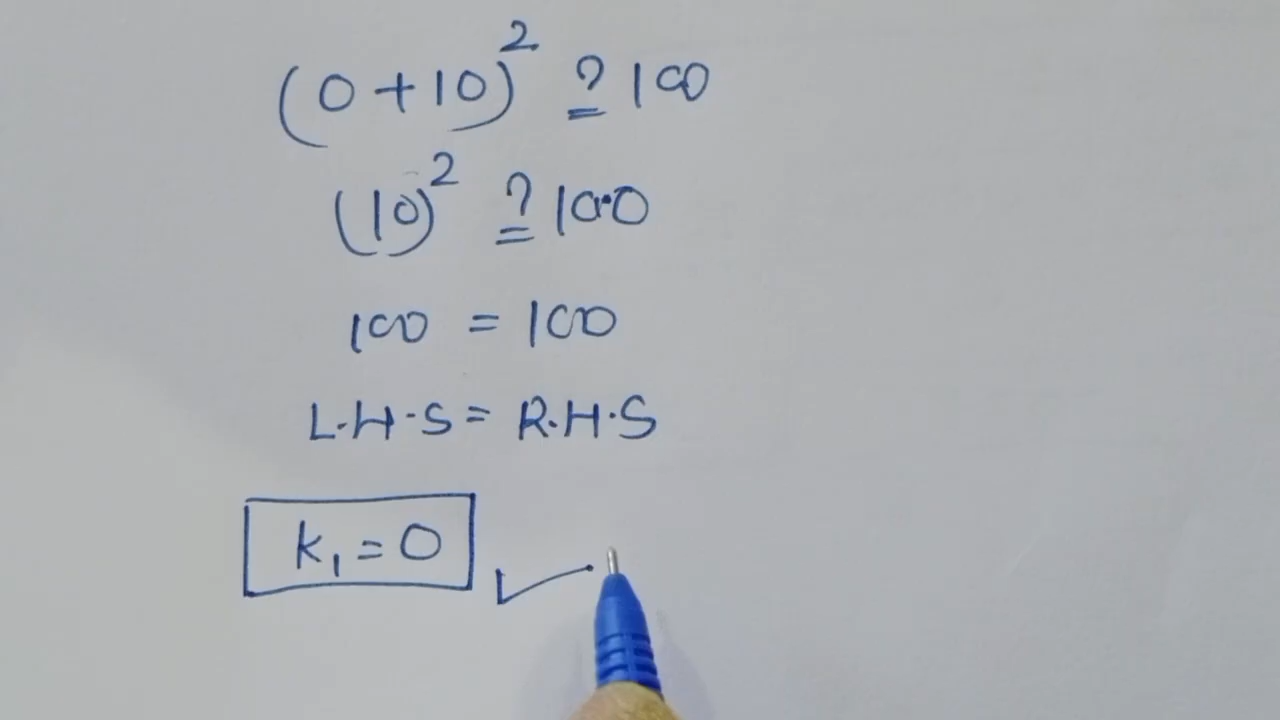 (0+10)² ≟ 100
(10)² ≟ 100
100 = 100
L.H.S = R.H.S
k₁ = 0 ✓